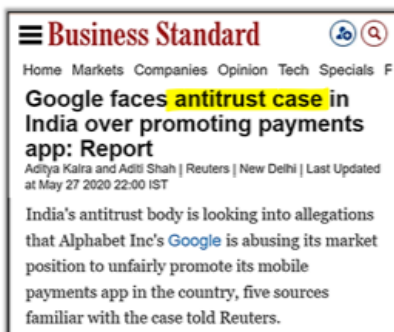 Business Standard
Home Markets Companies Opinion Tech Specials F
Google faces antitrust case in
India over promoting payments
app: Report
Aditya Kalra and Aditi Shah | Reuters | New Delhi | Last Updated
at May 27 2020 22:00 IST
India's antitrust body is looking into allegations
that Alphabet Inc's Google is abusing its market
position to unfairly promote its mobile
payments app in the country, five sources
familiar with the case told Reuters.